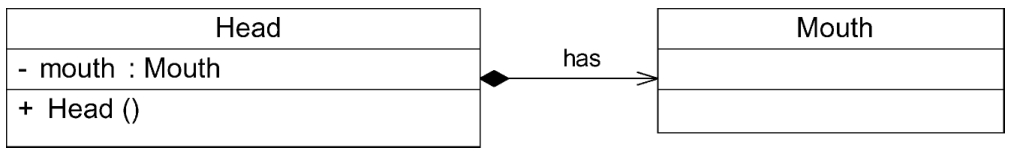 Head
- mouth : Mouth
+ Head ()
has
Mouth